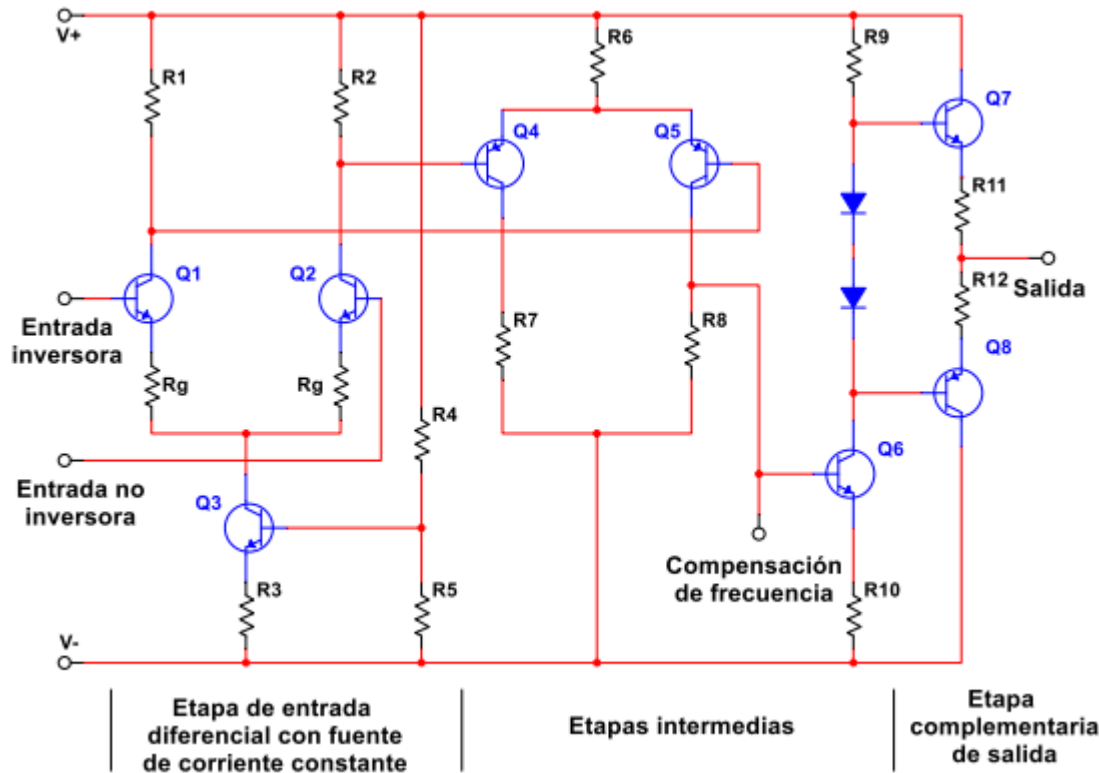 V+
R1
R2
R6
R9
Q4
Q5
Q7
R11
Q1
Q2
R12
Salida
Entrada
inversora
R7
R8
Rg
Rg
Q8
R4
Q6
Entrada no
inversora
Q3
Compensación
de frecuencia
R3
R5
R10
V-
Etapa de entrada
diferencial con fuente
de corriente constante
Etapas intermedias
Etapa
complementaria
de salida